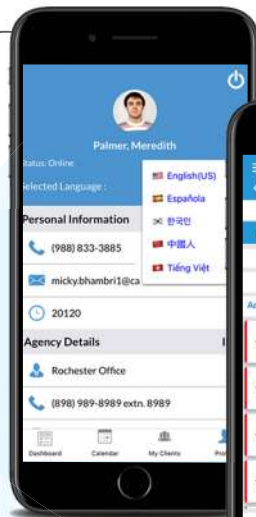 Palmer, Meredith
Status: Online
Selected Language :
English(US)
Española
한국인
中國人
Tiếng Việt
Personal Information
(988) 833-3885
micky.bhambri1@ca
20120
Agency Details
Rochester Office
(898) 989-8989 extn. 8989
Dashboard
Calendar
My Clients